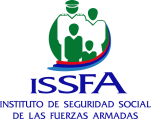 ISSFA
INSTITUTO DE SEGURIDAD SOCIAL
DE LAS FUERZAS ARMADAS